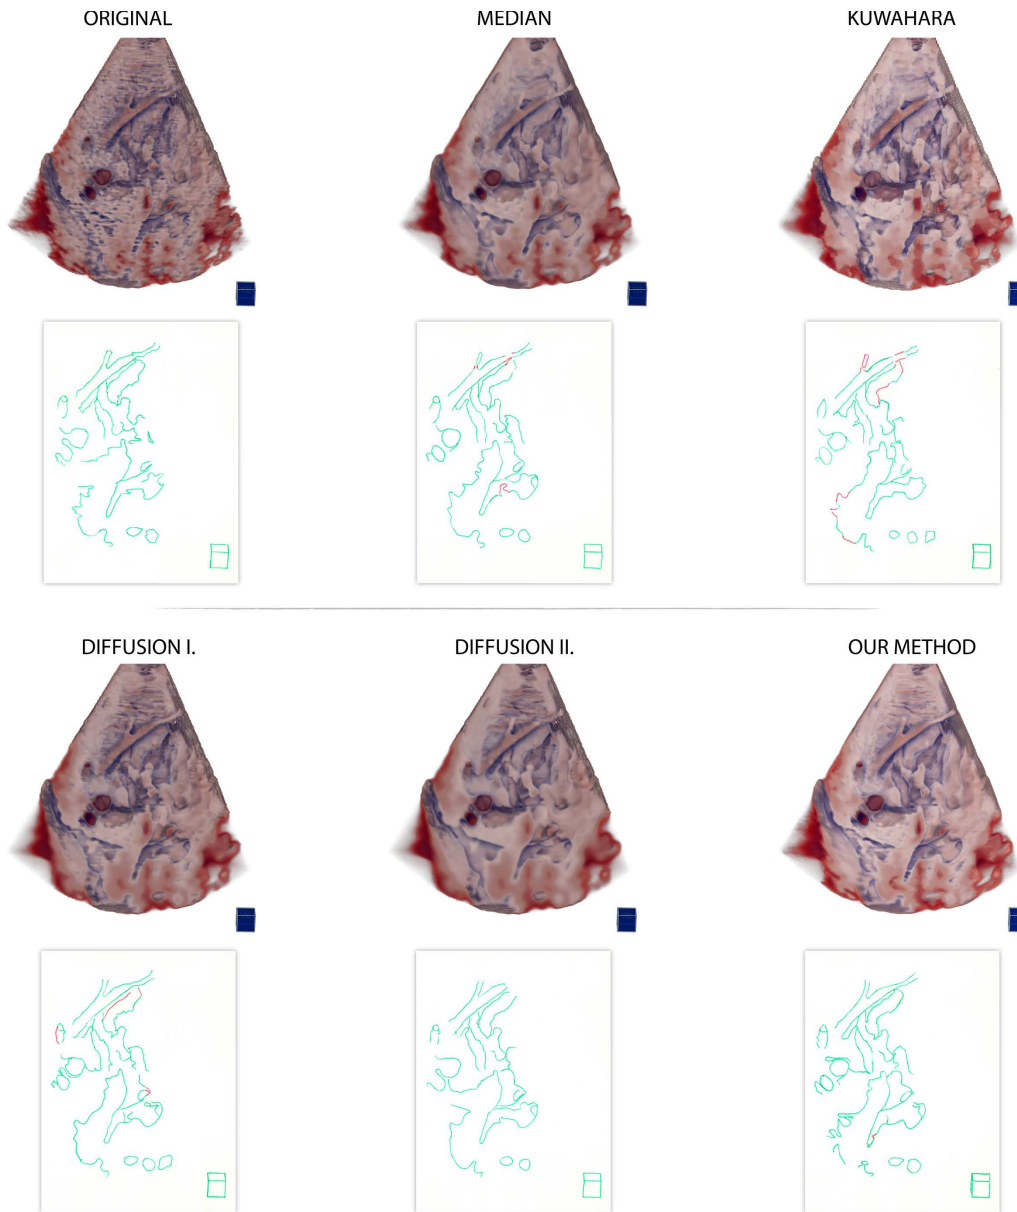 ORIGINAL
MEDIAN
KUWAHARA
DIFFUSION I.
DIFFUSION II.
OUR METHOD